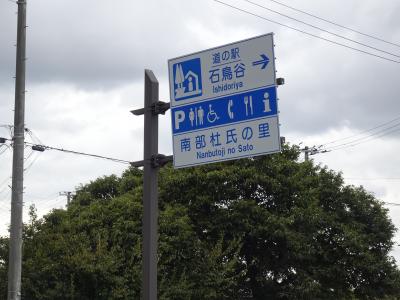 道の駅
石鳥谷
Ishidoriya
P i
南部杜氏の里
Nanbutoji no Sato